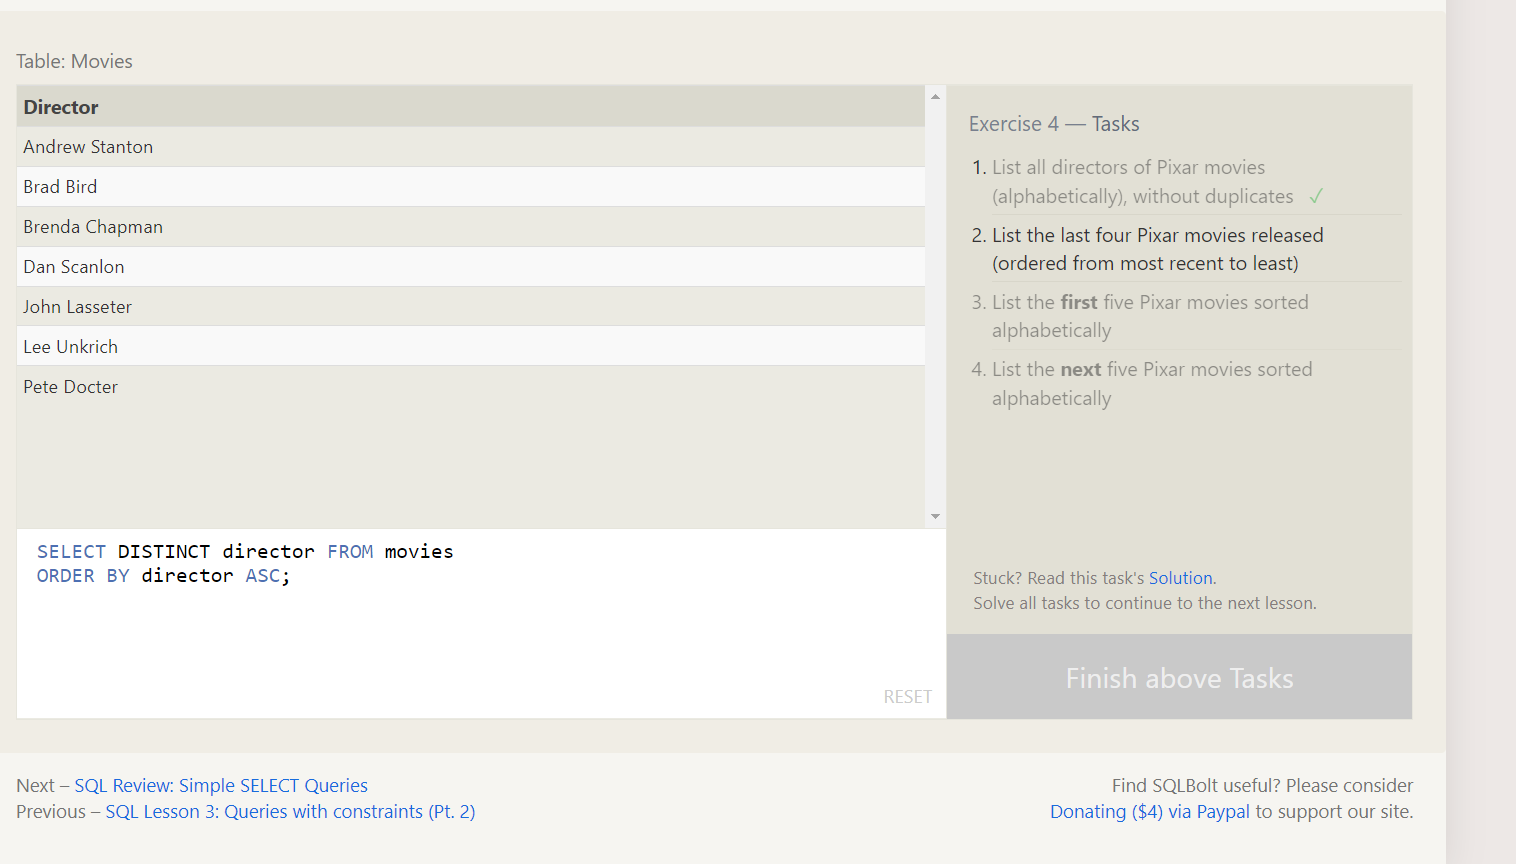 Table: Movies
Director
Andrew Stanton
Brad Bird
Brenda Chapman
Dan Scanlon
John Lasseter
Lee Unkrich
Pete Docter
SELECT DISTINCT director FROM movies
ORDER BY director ASC;
RESET
Exercise 4 — Tasks
1. List all directors of Pixar movies
(alphabetically), without duplicates ✓
2. List the last four Pixar movies released
(ordered from most recent to least)
3. List the first five Pixar movies sorted
alphabetically
4. List the next five Pixar movies sorted
alphabetically
Stuck? Read this task's Solution.
Solve all tasks to continue to the next lesson.
Finish above Tasks
Next – SQL Review: Simple SELECT Queries
Previous – SQL Lesson 3: Queries with constraints (Pt. 2)
Find SQLBolt useful? Please consider
Donating ($4) via Paypal to support our site.